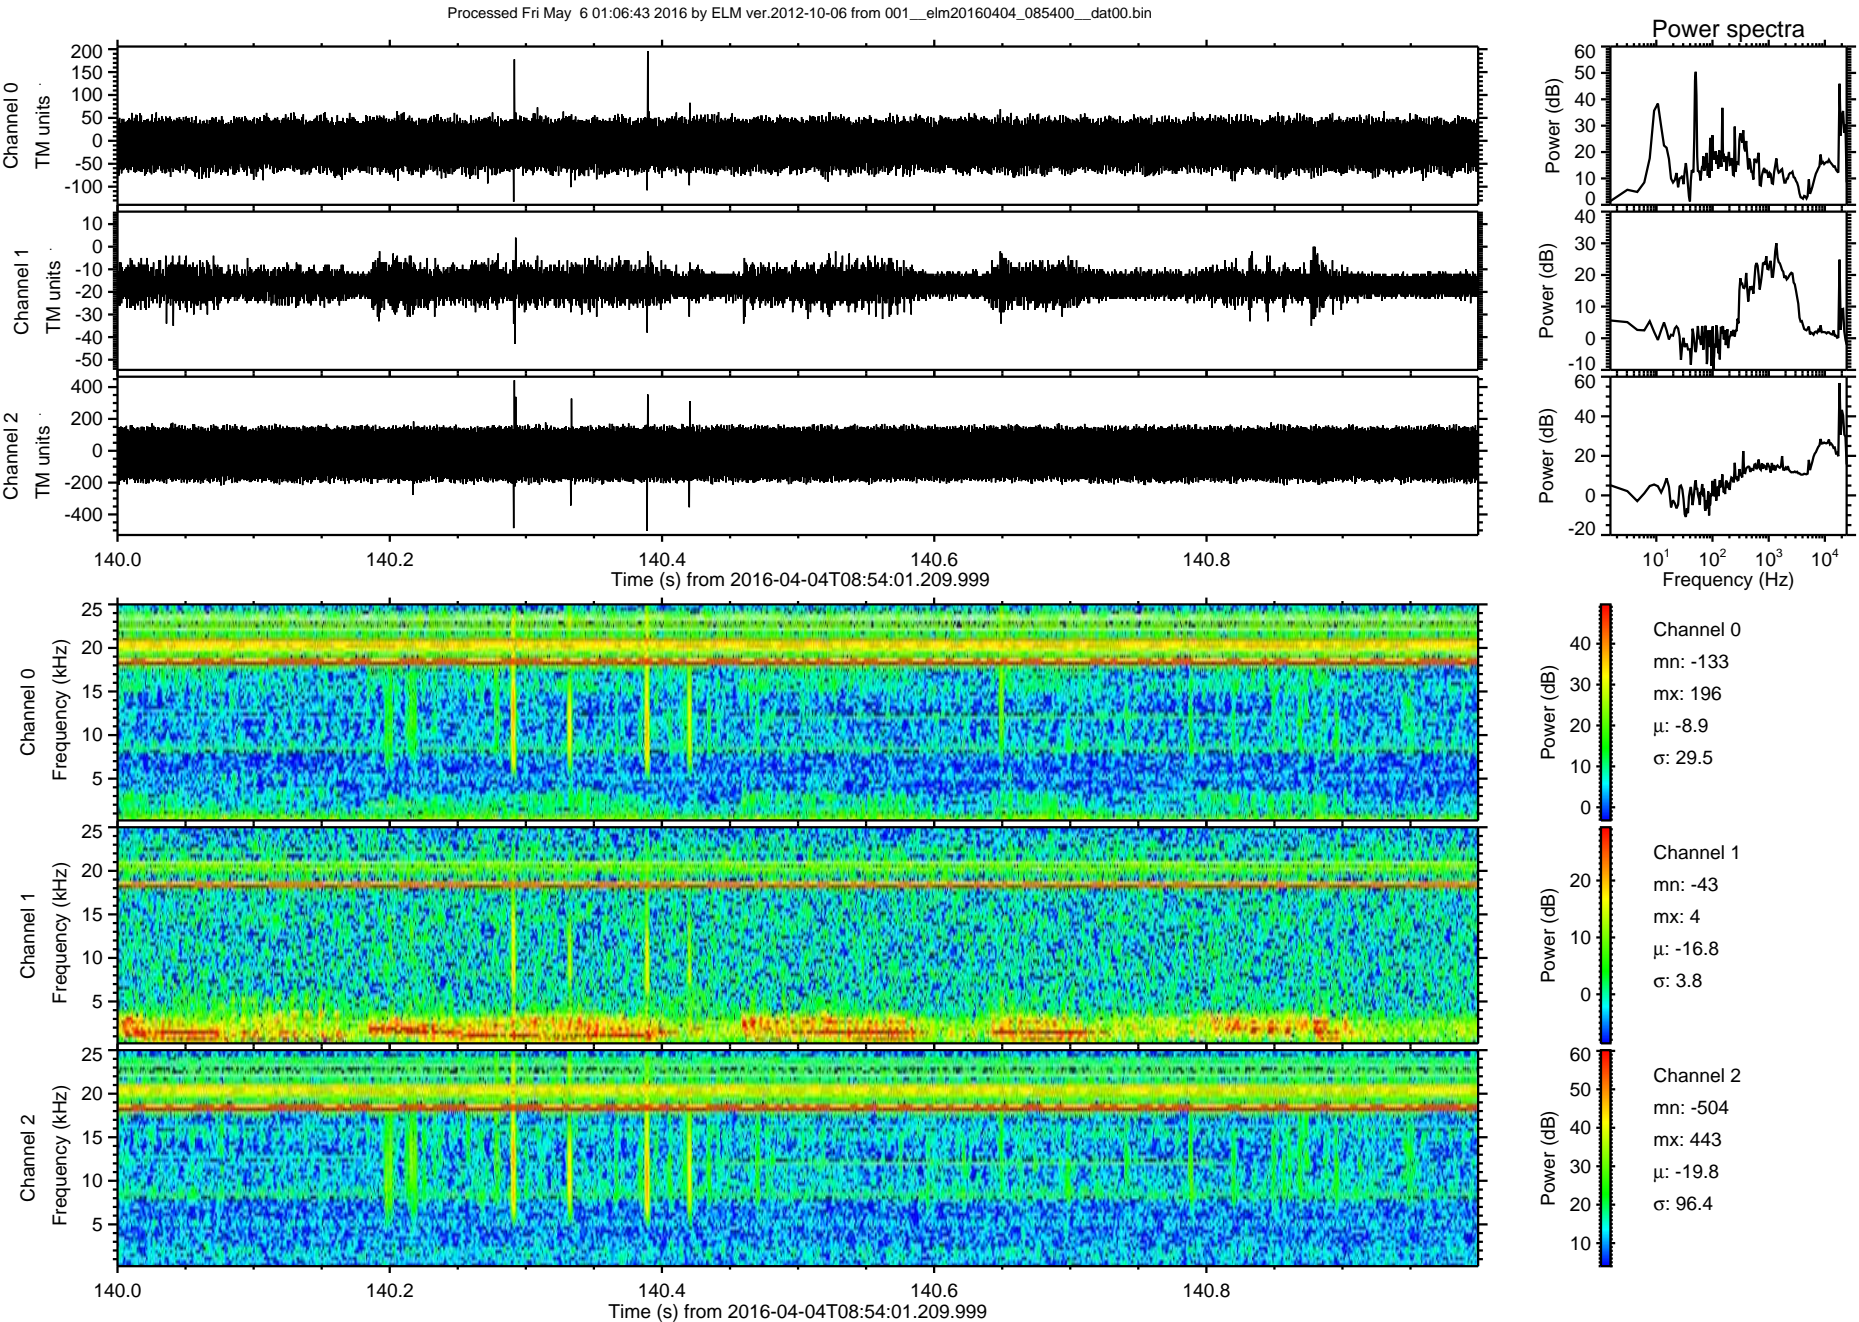 Processed Fri May  6 01:06:43 2016 by ELM ver.2012-10-06 from 001__elm20160404_085400__dat00.bin
Power spectra
Channel 0
TM units
200
150
100
50
0
-50
-100
Power (dB)
60
50
40
30
20
10
0
Channel 1
TM units
10
0
-10
-20
-30
-40
-50
Power (dB)
40
30
20
10
0
-10
Channel 2
TM units
400
200
0
-200
-400
Power (dB)
60
40
20
0
-20
140.0 140.2 140.4 140.6 140.8
Time (s) from 2016-04-04T08:54:01.209.999
10¹ 10² 10³ 10⁴
Frequency (Hz)
Channel 0
Frequency (kHz)
25
20
15
10
5
Power (dB)
40
30
20
10
0
Channel 0
mn: -133
mx: 196
μ: -8.9
σ: 29.5
Channel 1
Frequency (kHz)
25
20
15
10
5
Power (dB)
20
10
0
Channel 1
mn: -43
mx: 4
μ: -16.8
σ: 3.8
Channel 2
Frequency (kHz)
25
20
15
10
5
Power (dB)
60
50
40
30
20
10
Channel 2
mn: -504
mx: 443
μ: -19.8
σ: 96.4
140.0 140.2 140.4 140.6 140.8
Time (s) from 2016-04-04T08:54:01.209.999